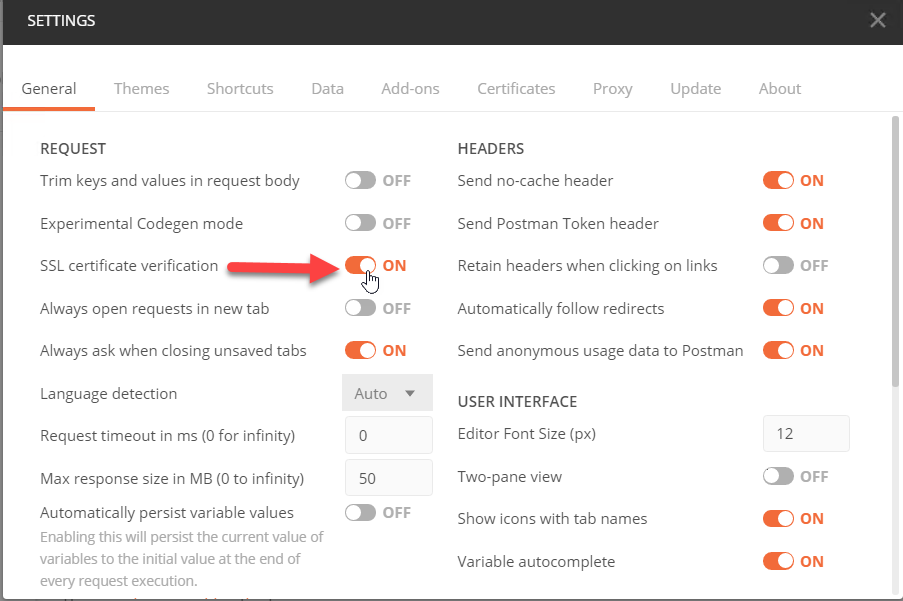 SETTINGS
General Themes Shortcuts Data Add-ons Certificates Proxy Update About
REQUEST
Trim keys and values in request body OFF
Experimental Codegen mode OFF
SSL certificate verification ON
Always open requests in new tab OFF
Always ask when closing unsaved tabs ON
Language detection Auto
Request timeout in ms (0 for infinity) 0
Max response size in MB (0 to infinity) 50
Automatically persist variable values OFF
Enabling this will persist the current value of
variables to the initial value at the end of
every request execution.
HEADERS
Send no-cache header ON
Send Postman Token header ON
Retain headers when clicking on links OFF
Automatically follow redirects ON
Send anonymous usage data to Postman ON
USER INTERFACE
Editor Font Size (px) 12
Two-pane view OFF
Show icons with tab names ON
Variable autocomplete ON